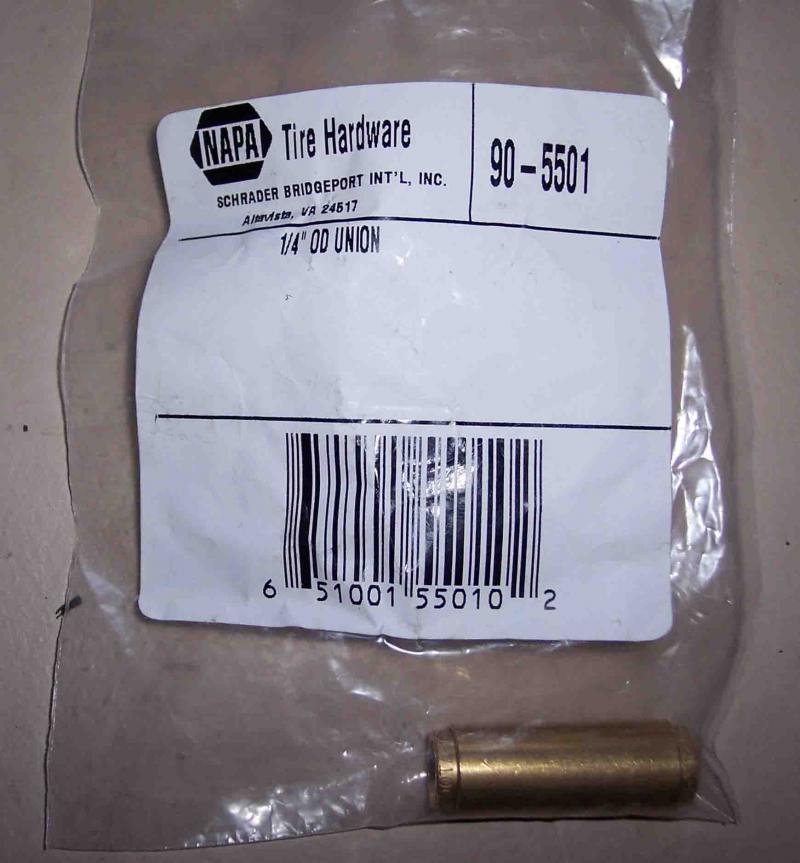 NAPA Tire Hardware
90-5501
SCHRADER BRIDGEPORT INT'L, INC.
Altavista, VA 24517
1/4" OD UNION
6 51001 55010 2